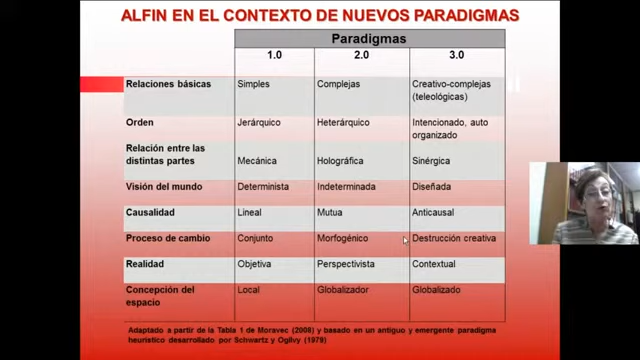 ALFIN EN EL CONTEXTO DE NUEVOS PARADIGMAS
Paradigmas
1.0 2.0 3.0
Relaciones básicas Simples Complejas Creativo-complejas
(teleológicas)
Orden Jerárquico Heterárquico Intencionado, auto
organizado
Relación entre las
distintas partes Mecánica Holográfica Sinérgica
Visión del mundo Determinista Indeterminada Diseñada
Causalidad Lineal Mutua Anticausal
Proceso de cambio Conjunto Morfogénico Destrucción creativa
Realidad Objetiva Perspectivista Contextual
Concepción del Local Globalizador Globalizado
espacio
Adaptado a partir de la Tabla 1 de Moravec (2008) y basado en un antiguo y emergente paradigma
heurístico desarrollado por Schwartz y Ogilvy (1979)